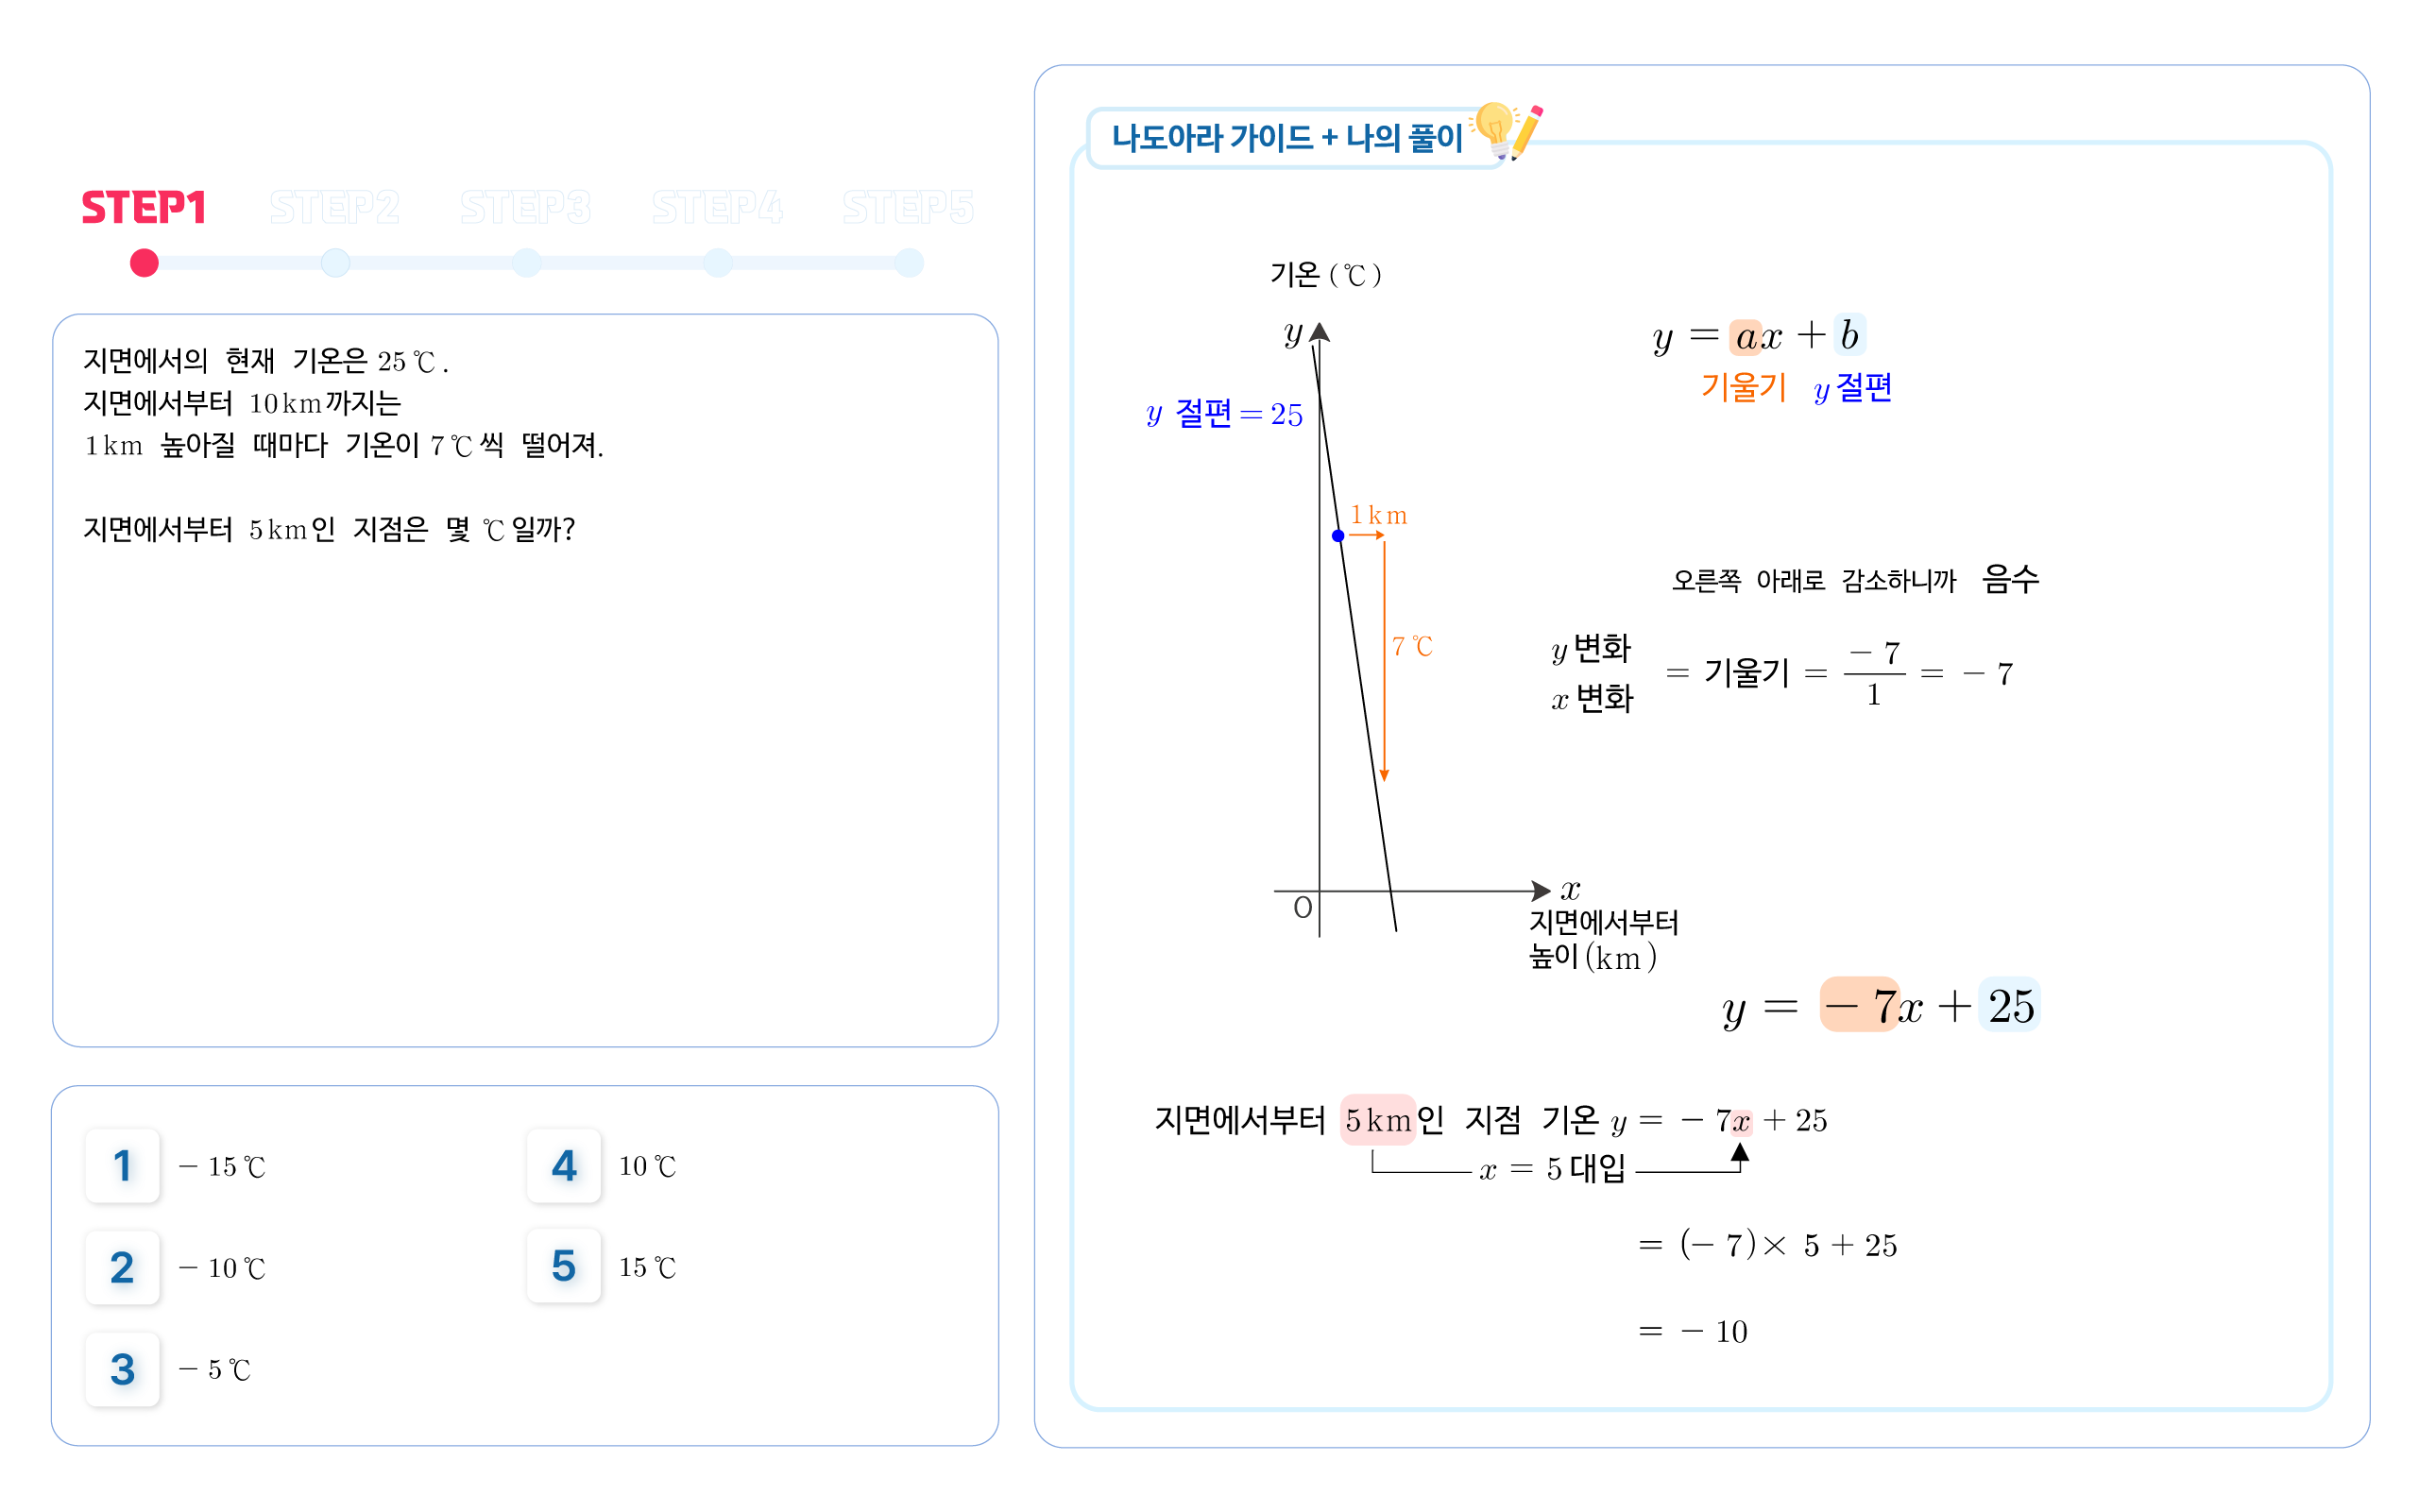 STEP1 STEP2 STEP3 STEP4 STEP5
지면에서의 현재 기온은 25℃.
지면에서부터 10km까지는
1km 높아질 때마다 기온이 7℃씩 떨어져.
지면에서부터 5km인 지점은 몇 ℃일까?
1 -15℃
2 -10℃
3 -5℃
4 10℃
5 15℃
나도아라 가이드 + 나의 풀이
기온 (℃)
y
y 절편 = 25
1km
7℃
O
x
지면에서부터
높이(km)
y = ax + b
기울기 y 절편
오른쪽 아래로 감소하니까 음수
y 변화
x 변화
= 기울기 = -7/1 = -7
y = -7x + 25
지면에서부터 5km인 지점 기온 y = -7x + 25
x = 5 대입
= (-7)× 5 + 25
= -10